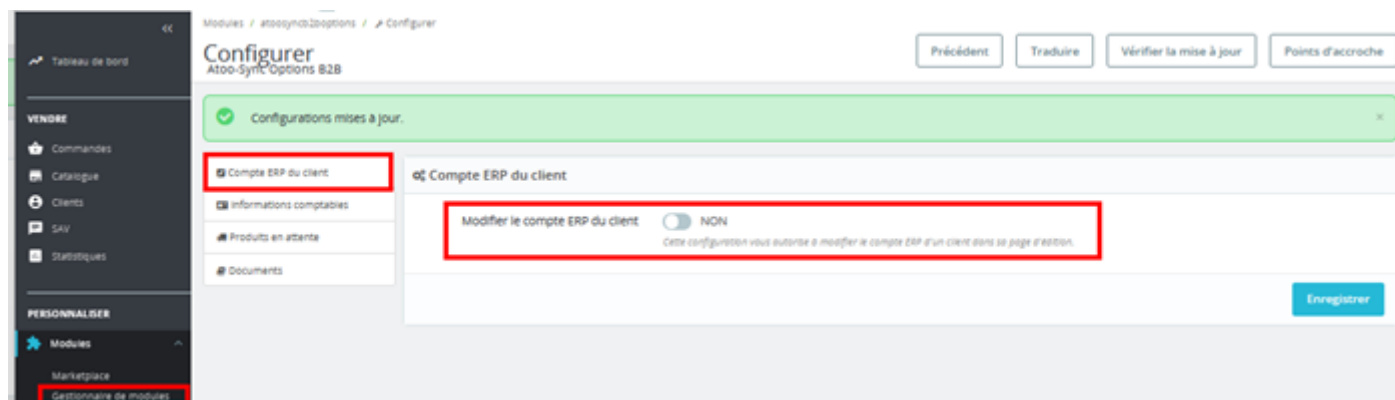 Modules / atoosyncb2boptions / Configurer
Configurer
Atoo-Sync Options B2B
Précédent
Traduire
Vérifier la mise à jour
Points d'accroche
Tableau de bord
VENDRE
Commandes
Catalogue
Clients
SAV
Statistiques
PERSONNALISER
Modules
Marketplace
Gestionnaire de modules
Configurations mises à jour.
Compte ERP du client
Informations comptables
Produits en attente
Documents
Compte ERP du client
Modifier le compte ERP du client NON
Cette configuration vous autorise à modifier le compte ERP d'un client dans sa page d'édition.
Enregistrer